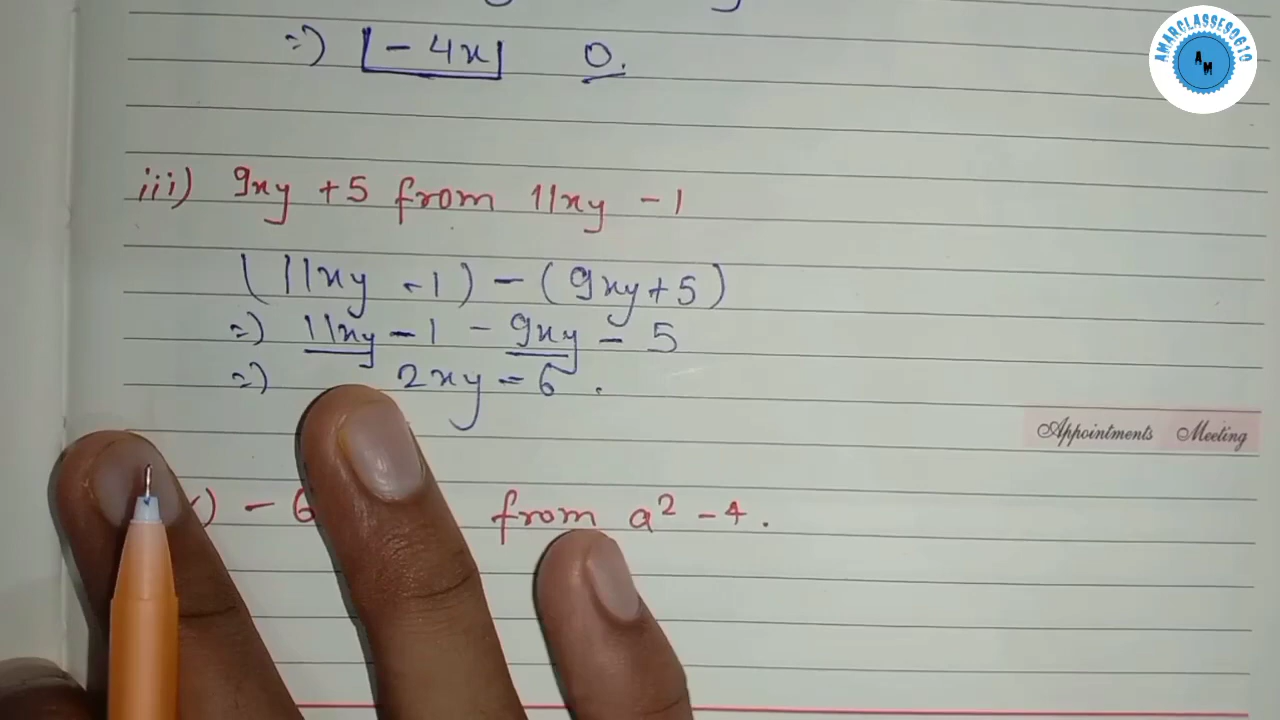 =) - 4x 0.
AMARCLASSES0610
AM
iii) 9xy +5 from 11xy -1
(11xy -1) - (9xy+5)
=) 11xy - 1 - 9xy - 5
=) 2xy - 6 .
Appointments Meeting
) - 6 from a² - 4 .